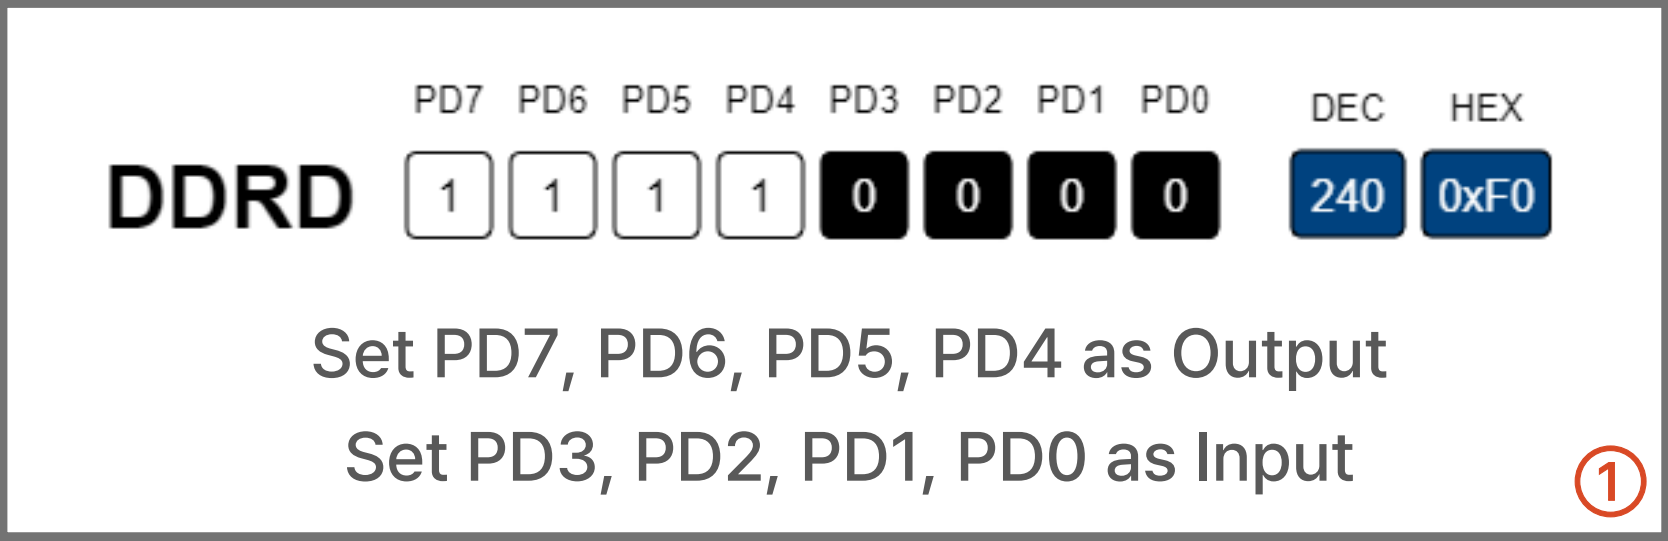 PD7 PD6 PD5 PD4 PD3 PD2 PD1 PD0 DEC HEX
DDRD 1 1 1 1 0 0 0 0 240 0xF0
Set PD7, PD6, PD5, PD4 as Output
Set PD3, PD2, PD1, PD0 as Input
①